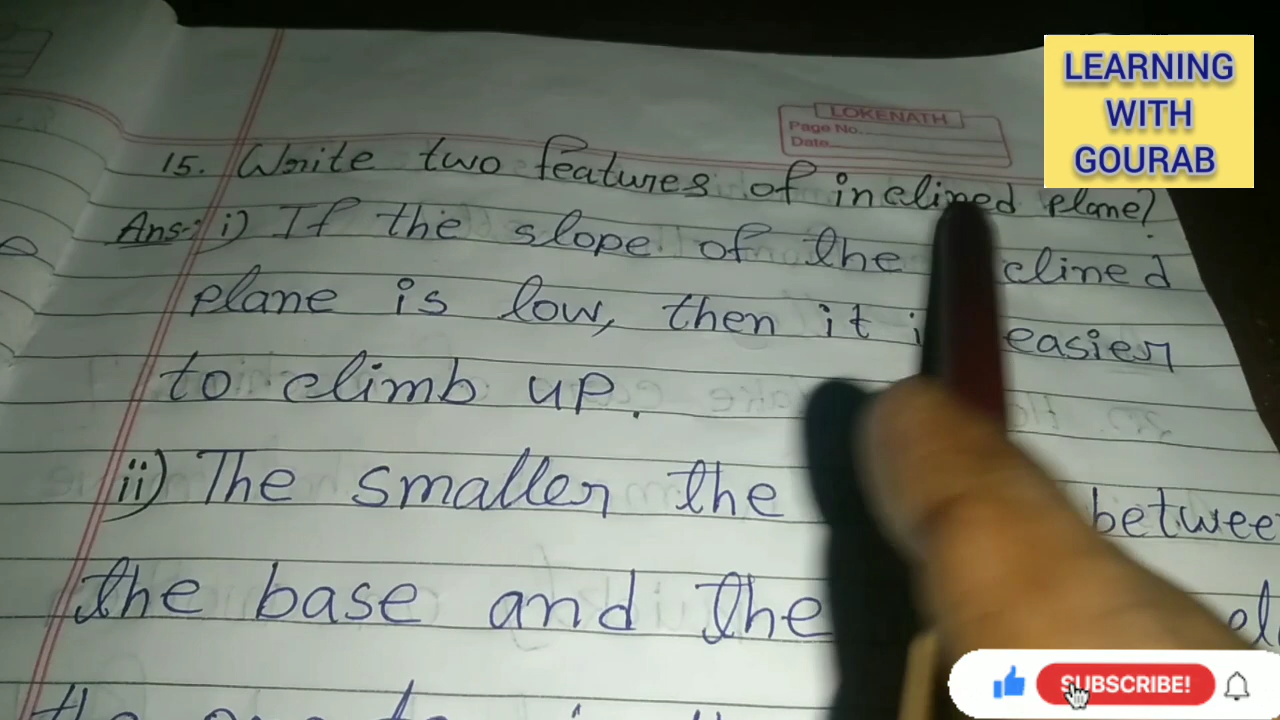 LEARNING
WITH
GOURAB
LOKENATH
Page No.
Date
15. Write two features of inclined plane?
Ans:- i) If the slope of the clined
plane is low, then it easier
to climb up.
ii) The smaller the betwee
the base and the
SUBSCRIBE!